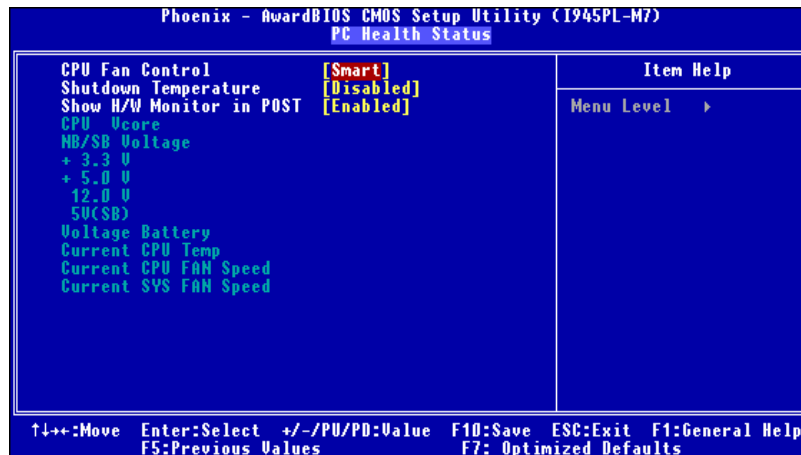 Phoenix - AwardBIOS CMOS Setup Utility (I945PL-M7)
PC Health Status
CPU Fan Control [Smart]
Shutdown Temperature [Disabled]
Show H/W Monitor in POST [Enabled]
CPU Vcore
NB/SB Voltage
+ 3.3 V
+ 5.0 V
12.0 V
5V(SB)
Voltage Battery
Current CPU Temp
Current CPU FAN Speed
Current SYS FAN Speed
Item Help
Menu Level ▸
↑↓→←:Move Enter:Select +/-/PU/PD:Value F10:Save ESC:Exit F1:General Help
F5:Previous Values F7: Optimized Defaults